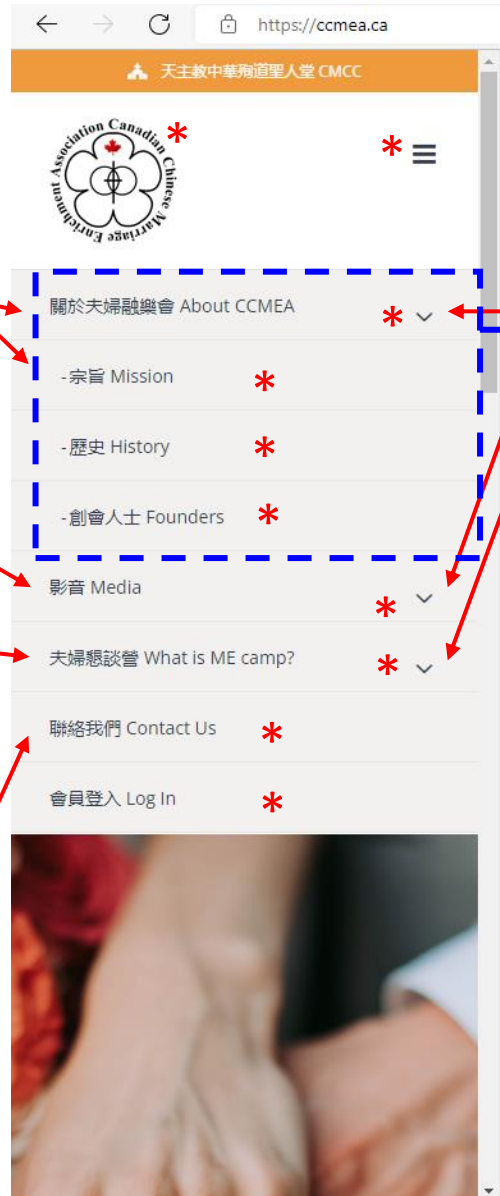 https://ccmea.ca
天主教中華殉道聖人堂 CMCC
Association Canadian Chinese Marriage Enrichment
* *
關於夫婦融樂會 About CCMEA *
-宗旨 Mission *
-歷史 History *
-創會人士 Founders *
影音 Media *
夫婦懇談營 What is ME camp? *
聯絡我們 Contact Us *
會員登入 Log In *